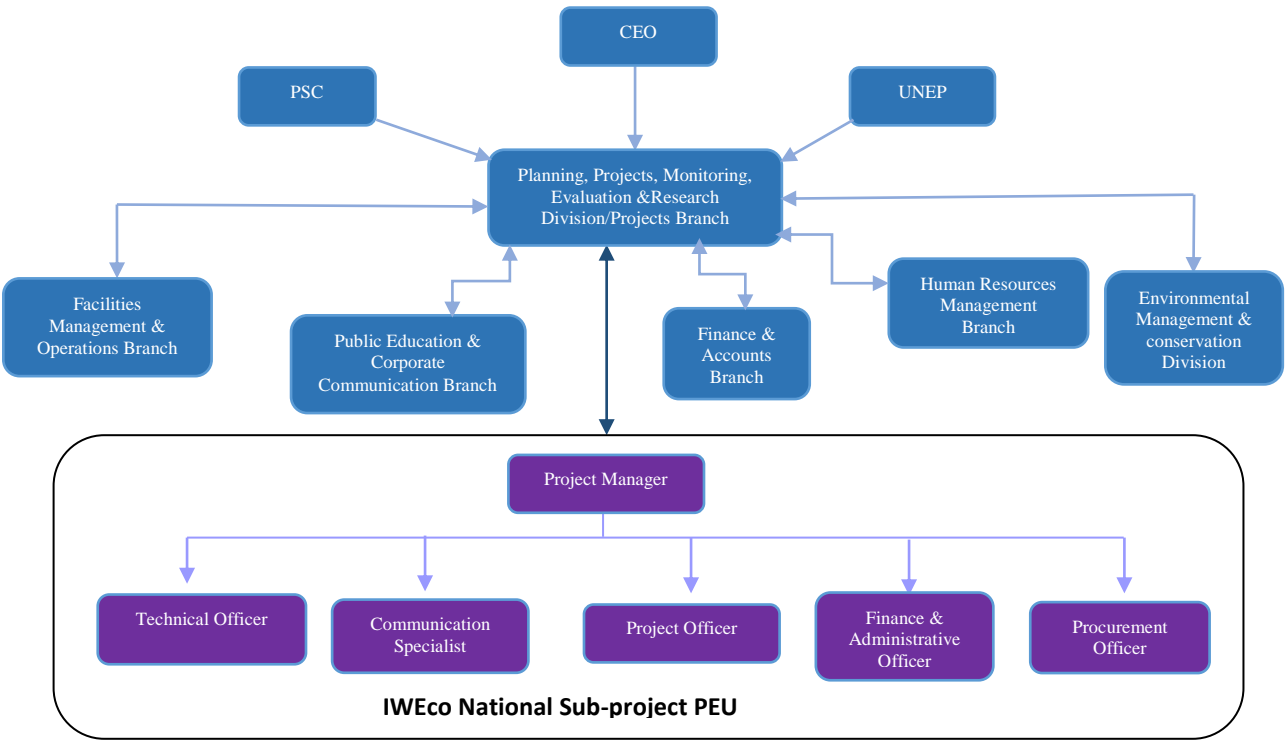 CEO
PSC
UNEP
Planning, Projects, Monitoring,
Evaluation &Research
Division/Projects Branch
Facilities
Management &
Operations Branch
Public Education &
Corporate
Communication Branch
Finance &
Accounts
Branch
Human Resources
Management
Branch
Environmental
Management &
conservation
Division
Project Manager
Technical Officer
Communication
Specialist
Project Officer
Finance &
Administrative
Officer
Procurement
Officer
IWEco National Sub-project PEU